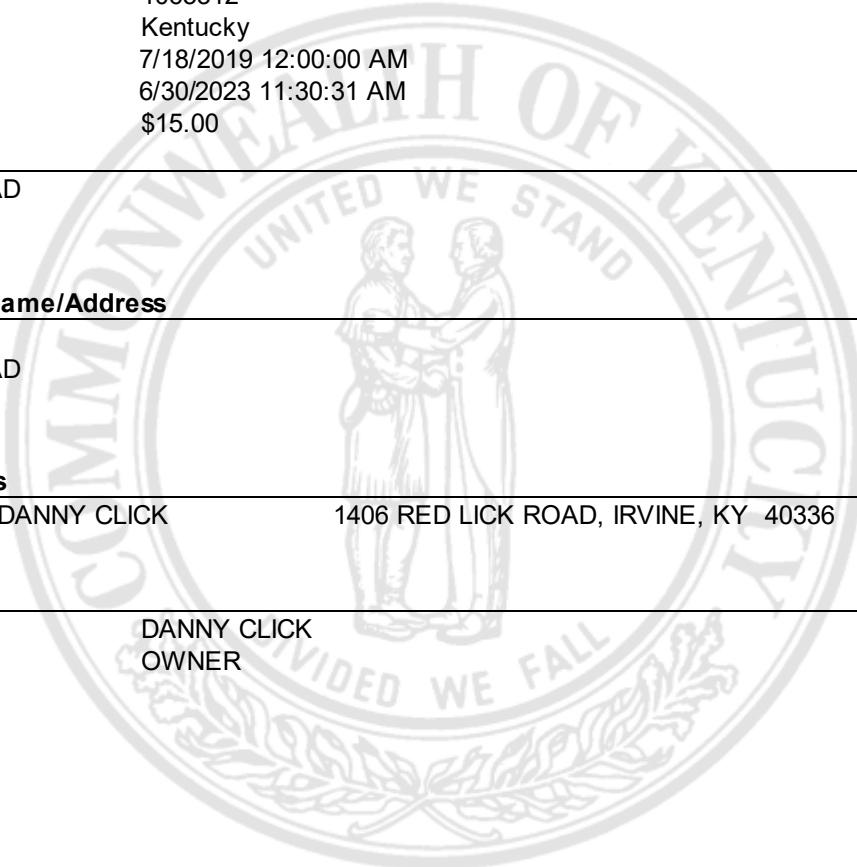 Kentucky
7/18/2019 12:00:00 AM
6/30/2023 11:30:31 AM
$15.00
AD
ame/Address
AD
s
DANNY CLICK 1406 RED LICK ROAD, IRVINE, KY 40336
DANNY CLICK
OWNER
COMMONWEALTH OF KENTUCKY
UNITED WE STAND
DIVIDED WE FALL